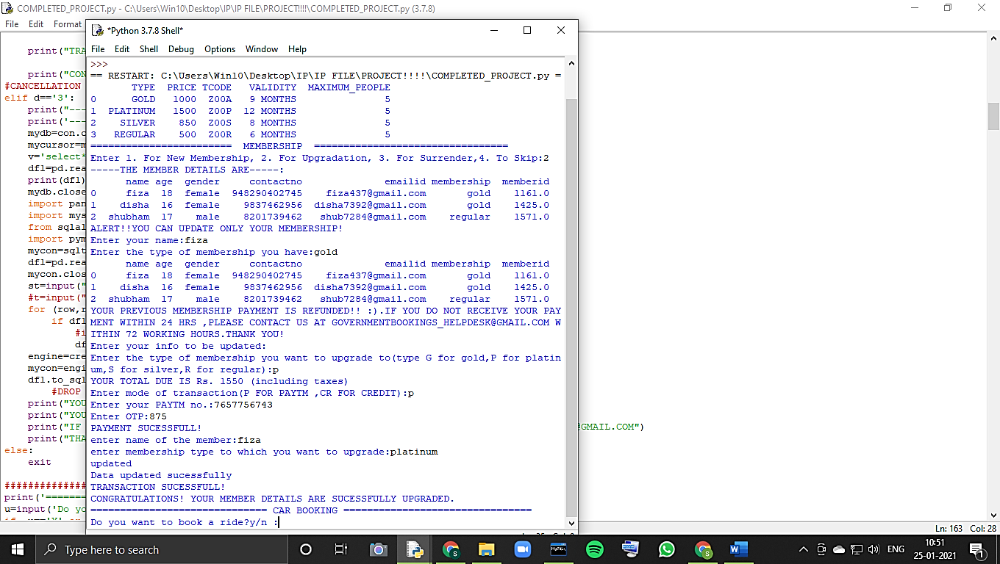 COMPLETED_PROJECT.py - C:\Users\Win10\Desktop\IP\IP FILE\PROJECT!!!!\COMPLETED_PROJECT.py (3.7.8)
File Edit Format
print("TRA
print("CON
#CANCELLATION
elif d=='3':
print("---
print('---
mydb=con.c
mycursor=m
v='select*
dfl=pd.rea
print(dfl)
mydb.close
import pan
import mys
from sqlal
import pym
mycon=sqlt
dfl=pd.rea
mycon.clos
st=input("
#t=input("
for (row,r
if dfl
#i
df
engine=cre
mycon=engi
dfl.to_sql
#DROP
print("YOU
print("YOU
print("IF
@GMAIL.COM")
print("THA
else:
exit
##############
print('=======
u=input('Do yo
Ln: 163 Col: 28
*Python 3.7.8 Shell*
File Edit Shell Debug Options Window Help
>>>
== RESTART: C:\Users\Win10\Desktop\IP\IP FILE\PROJECT!!!!\COMPLETED_PROJECT.py =
TYPE PRICE TCODE VALIDITY MAXIMUM_PEOPLE
0 GOLD 1000 Z00A 9 MONTHS 5
1 PLATINUM 1500 Z00P 12 MONTHS 5
2 SILVER 850 Z00S 8 MONTHS 5
3 REGULAR 500 Z00R 6 MONTHS 5
======================== MEMBERSHIP =================================
Enter 1. For New Membership, 2. For Upgradation, 3. For Surrender,4. To Skip:2
-----THE MEMBER DETAILS ARE-----:
name age gender contactno emailid membership memberid
0 fiza 18 female 948290402745 fiza437@gmail.com gold 1161.0
1 disha 16 female 9837462956 disha7392@gmail.com gold 1425.0
2 shubham 17 male 8201739462 shub7284@gmail.com regular 1571.0
ALERT!!YOU CAN UPDATE ONLY YOUR MEMBERSHIP!
Enter your name:fiza
Enter the type of membership you have:gold
name age gender contactno emailid membership memberid
0 fiza 18 female 948290402745 fiza437@gmail.com gold 1161.0
1 disha 16 female 9837462956 disha7392@gmail.com gold 1425.0
2 shubham 17 male 8201739462 shub7284@gmail.com regular 1571.0
YOUR PREVIOUS MEMBERSHIP PAYMENT IS REFUNDED!! :).IF YOU DO NOT RECEIVE YOUR PAY
MENT WITHIN 24 HRS ,PLEASE CONTACT US AT GOVERNMENTBOOKINGS_HELPDESK@GMAIL.COM W
ITHIN 72 WORKING HOURS.THANK YOU!
Enter your info to be updated:
Enter the type of membership you want to upgrade to(type G for gold,P for platin
um,S for silver,R for regular):p
YOUR TOTAL DUE IS Rs. 1550 (including taxes)
Enter mode of transaction(P FOR PAYTM ,CR FOR CREDIT):p
Enter your PAYTM no.:7657756743
Enter OTP:875
PAYMENT SUCESSFULL!
enter name of the member:fiza
enter membership type to which you want to upgrade:platinum
updated
Data updated sucessfully
TRANSACTION SUCESSFULL!
CONGRATULATIONS! YOUR MEMBER DETAILS ARE SUCESSFULLY UPGRADED.
============================== CAR BOOKING ================================
Do you want to book a ride?y/n :
Type here to search
ENG
10:51
25-01-2021
1